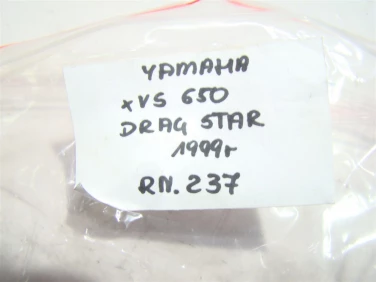 YAMAHA
XVS 650
DRAG STAR
1999r
RN. 237